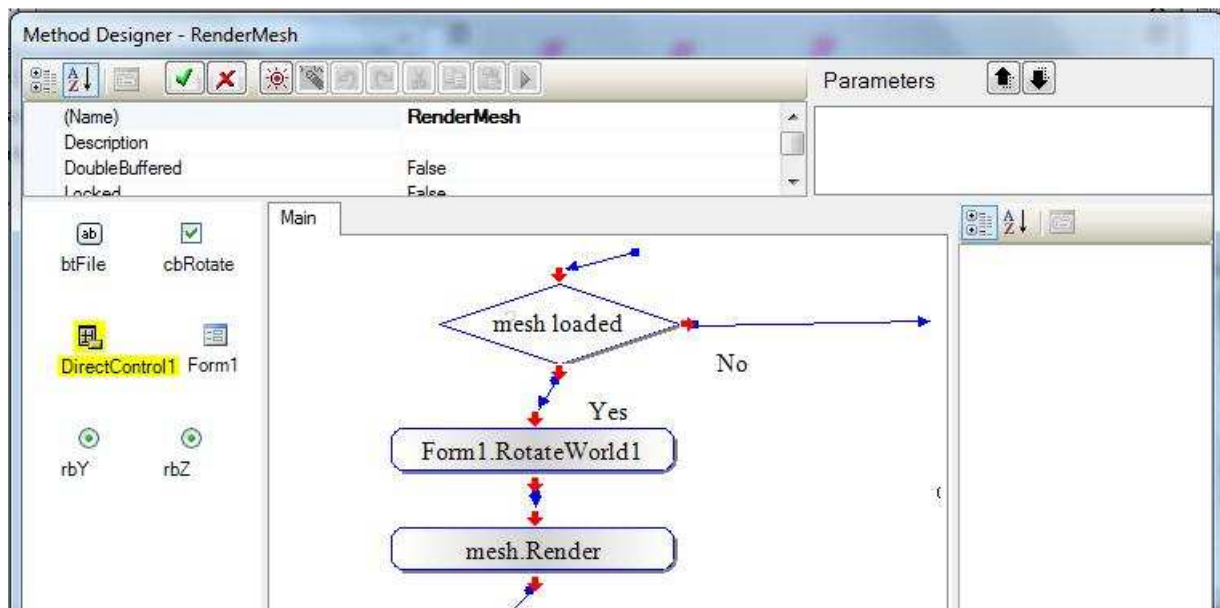 Method Designer - RenderMesh
Parameters
(Name) RenderMesh
Description
DoubleBuffered False
Locked False
Main
btFile cbRotate
DirectControl1 Form1
rbY rbZ
mesh loaded
No
Yes
Form1.RotateWorld1
mesh.Render